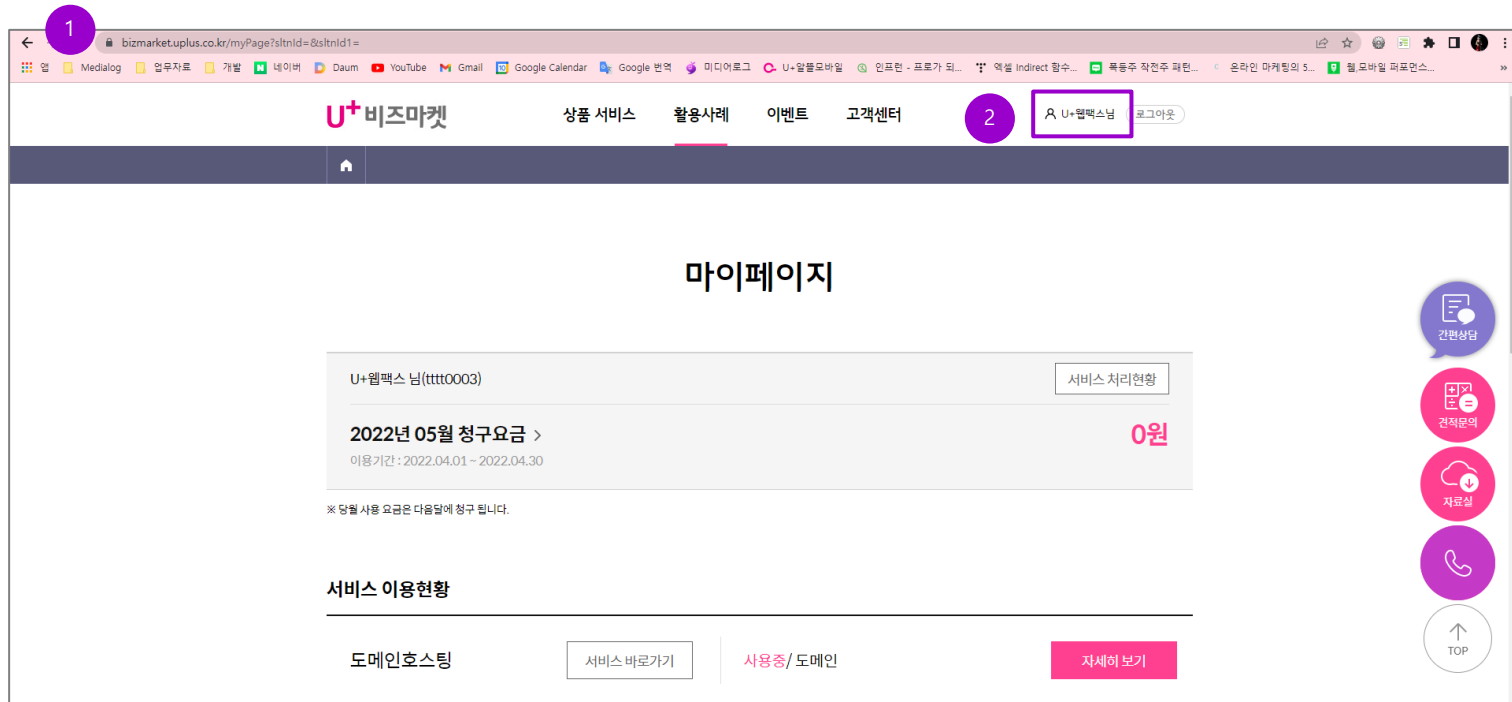 1
bizmarket.uplus.co.kr/myPage?sltnId=&sltnId1=
앱 Medialog 업무자료 개발 네이버 Daum YouTube Gmail Google Calendar Google 번역 미디어로그 U+알뜰모바일 인프런 - 프로가 되... 엑셀 Indirect 함수... 폭등주 작전주 패턴... 온라인 마케팅의 5... 웹,모바일 퍼포먼스... »
U+ 비즈마켓 상품 서비스 활용사례 이벤트 고객센터 2 U+웹팩스님 로그아웃
마이페이지
U+웹팩스 님(tttt0003) 서비스 처리현황
2022년 05월 청구요금 > 0원
이용기간 : 2022.04.01 ~ 2022.04.30
※ 당월 사용 요금은 다음달에 청구 됩니다.
서비스 이용현황
도메인호스팅 서비스 바로가기 사용중/ 도메인 자세히 보기
간편상담
견적문의
자료실
TOP